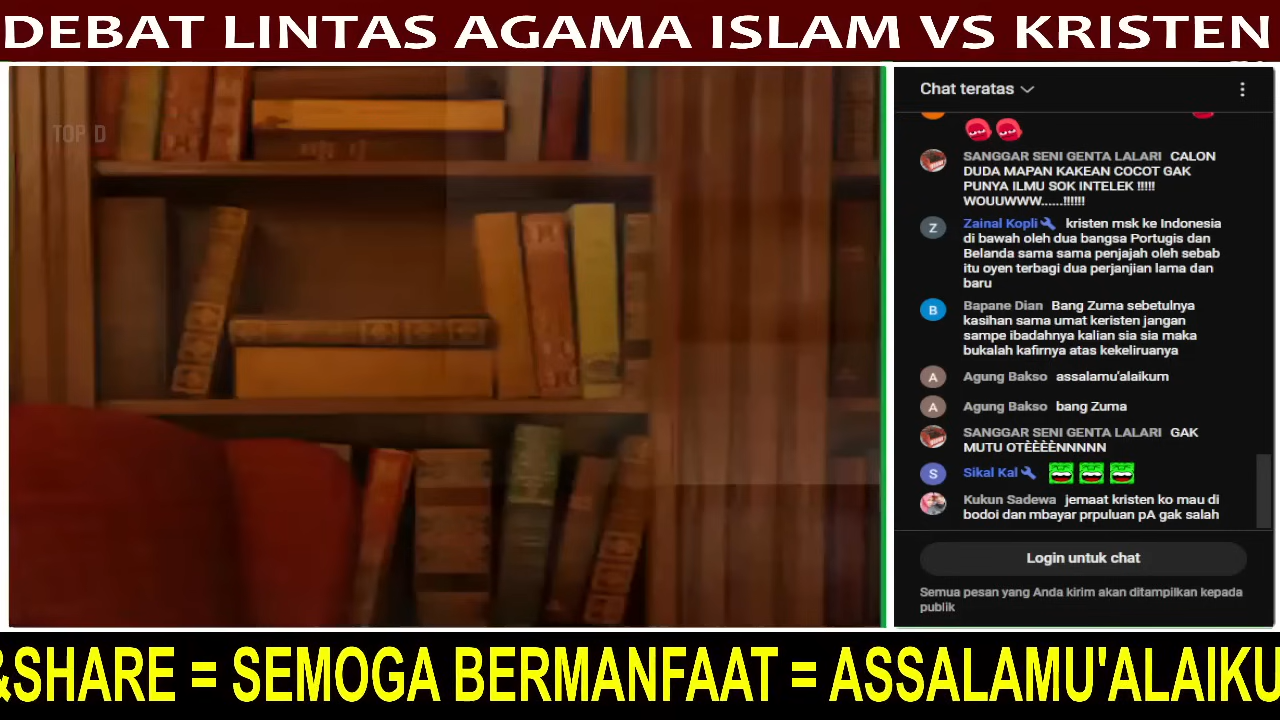 DEBAT LINTAS AGAMA ISLAM VS KRISTEN
TOP D
Chat teratas
SANGGAR SENI GENTA LALARI CALON
DUDA MAPAN KAKEAN COCOT GAK
PUNYA ILMU SOK INTELEK !!!!!
WOUUWWW......!!!!!!
Z
Zainal Kopli kristen msk ke Indonesia
di bawah oleh dua bangsa Portugis dan
Belanda sama sama penjajah oleh sebab
itu oyen terbagi dua perjanjian lama dan
baru
B
Bapane Dian Bang Zuma sebetulnya
kasihan sama umat keristen jangan
sampe ibadahnya kalian sia sia maka
bukalah kafirnya atas kekeliruanya
A
Agung Bakso assalamu'alaikum
A
Agung Bakso bang Zuma
SANGGAR SENI GENTA LALARI GAK
MUTU OTÈÈÈÈNNNNN
S
Sikal Kal
Kukun Sadewa jemaat kristen ko mau di
bodoi dan mbayar prpuluan pA gak salah
Login untuk chat
Semua pesan yang Anda kirim akan ditampilkan kepada
publik
&SHARE = SEMOGA BERMANFAAT = ASSALAMU'ALAIKU